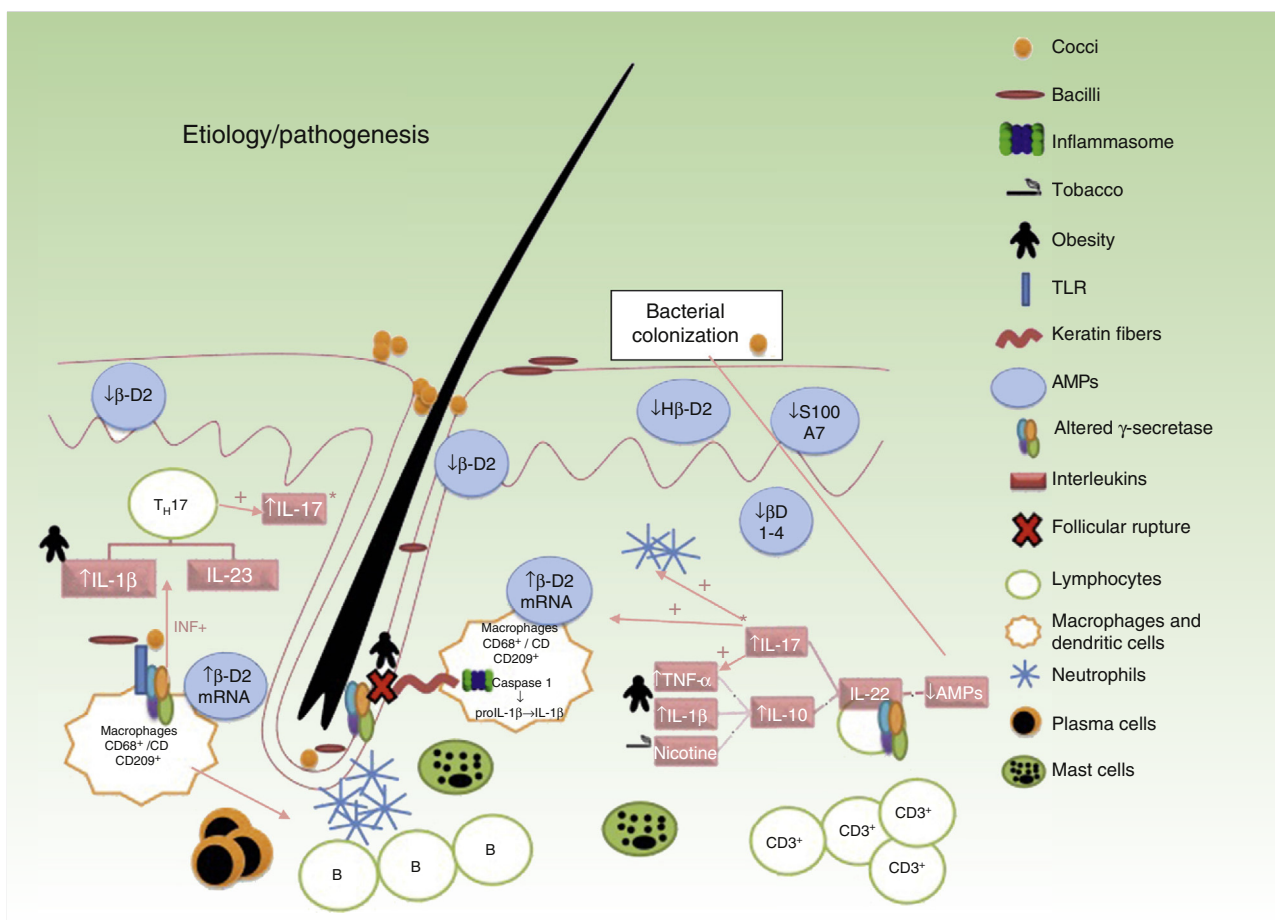 Etiology/pathogenesis
Cocci
Bacilli
Inflammasome
Tobacco
Obesity
TLR
Keratin fibers
AMPs
Altered γ-secretase
Interleukins
Follicular rupture
Lymphocytes
Macrophages and
dendritic cells
Neutrophils
Plasma cells
Mast cells
Bacterial
colonization
↓β-D2
↓β-D2
↓Hβ-D2
↓S100
A7
↓βD
1-4
TH17
+
↑IL-17*
↑IL-1β
IL-23
INF+
↑β-D2
mRNA
Macrophages
CD68+ /CD
CD209+
↑β-D2
mRNA
Macrophages
CD68+ / CD
CD209+
Caspase 1
↓
proIL-1β→IL-1β
+
+
*
↑IL-17
+
↑TNF-α
↑IL-1β
Nicotine
↑IL-10
IL-22
↓AMPs
B
B
B
CD3+
CD3+
CD3+
CD3+